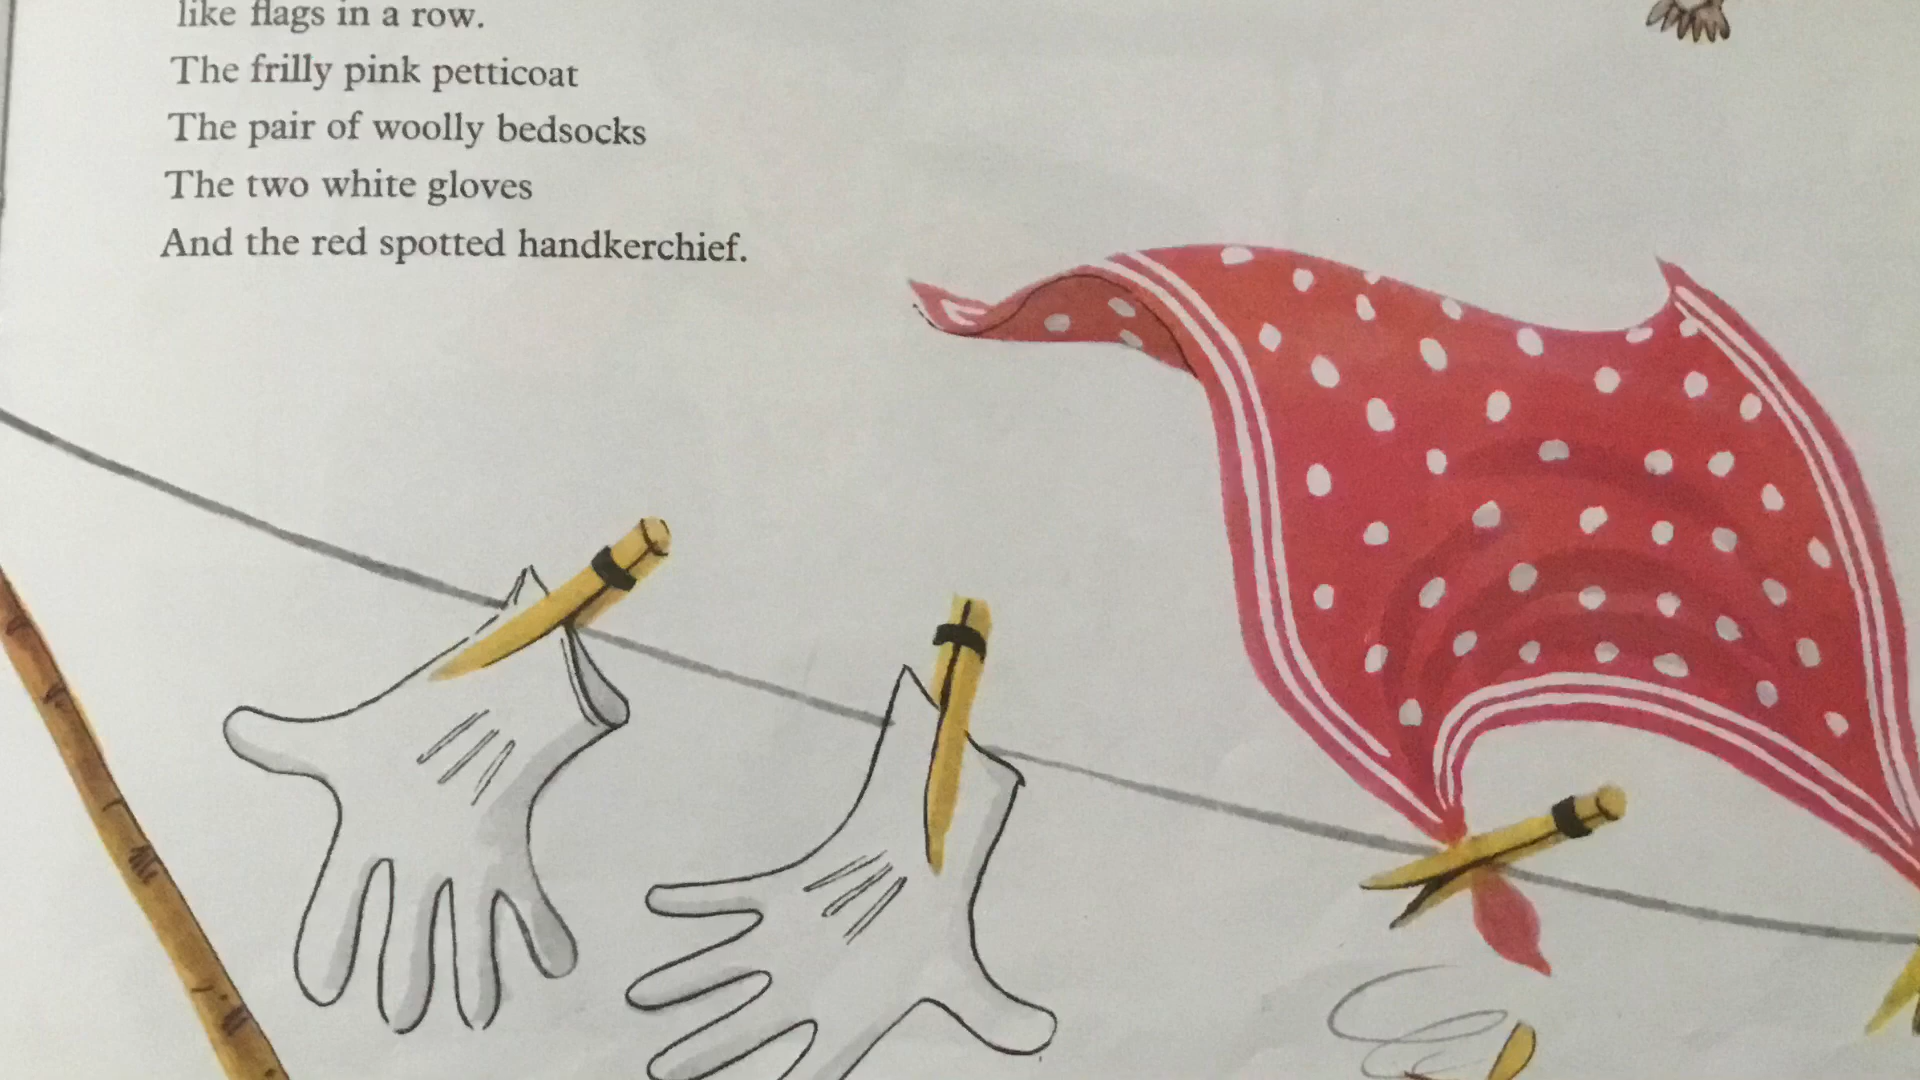 like flags in a row.
The frilly pink petticoat
The pair of woolly bedsocks
The two white gloves
And the red spotted handkerchief.